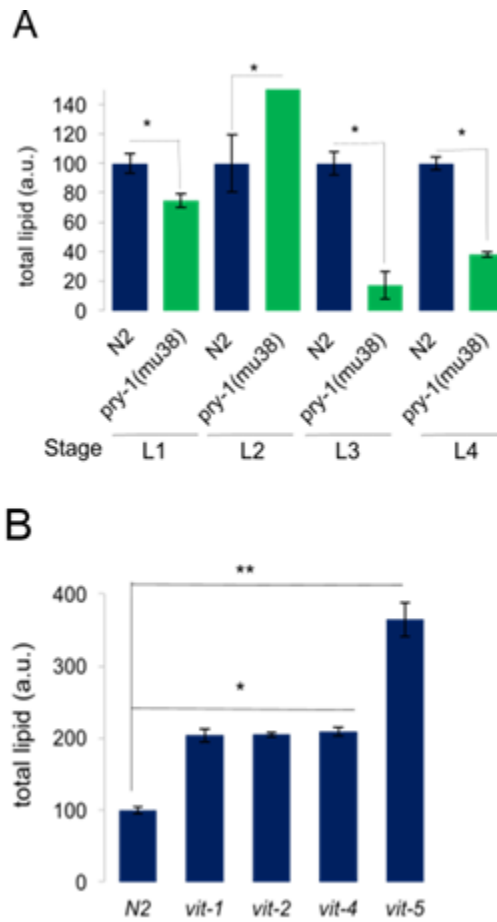 A
total lipid (a.u.)
140
120
100
80
60
40
20
0
*
*
*
*
N2
pry-1(mu38)
N2
pry-1(mu38)
N2
pry-1(mu38)
N2
pry-1(mu38)
Stage L1 L2 L3 L4
B
total lipid (a.u.)
400
300
200
100
0
**
*
N2 vit-1 vit-2 vit-4 vit-5